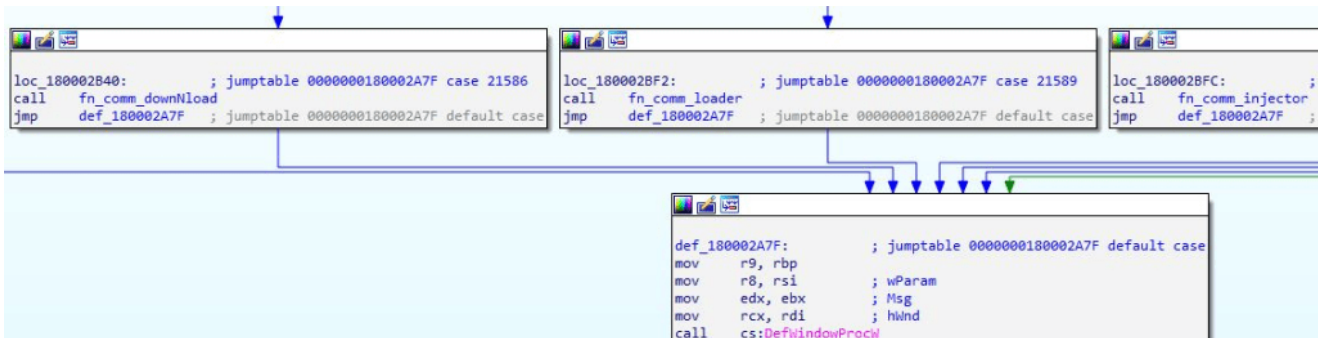 loc_180002B40: ; jumptable 0000000180002A7F case 21586
call fn_comm_downNload
jmp def_180002A7F ; jumptable 0000000180002A7F default case
loc_180002BF2: ; jumptable 0000000180002A7F case 21589
call fn_comm_loader
jmp def_180002A7F ; jumptable 0000000180002A7F default case
loc_180002BFC: ;
call fn_comm_injector
jmp def_180002A7F ;
def_180002A7F: ; jumptable 0000000180002A7F default case
mov r9, rbp
mov r8, rsi ; wParam
mov edx, ebx ; Msg
mov rcx, rdi ; hWnd
call cs:DefWindowProcW